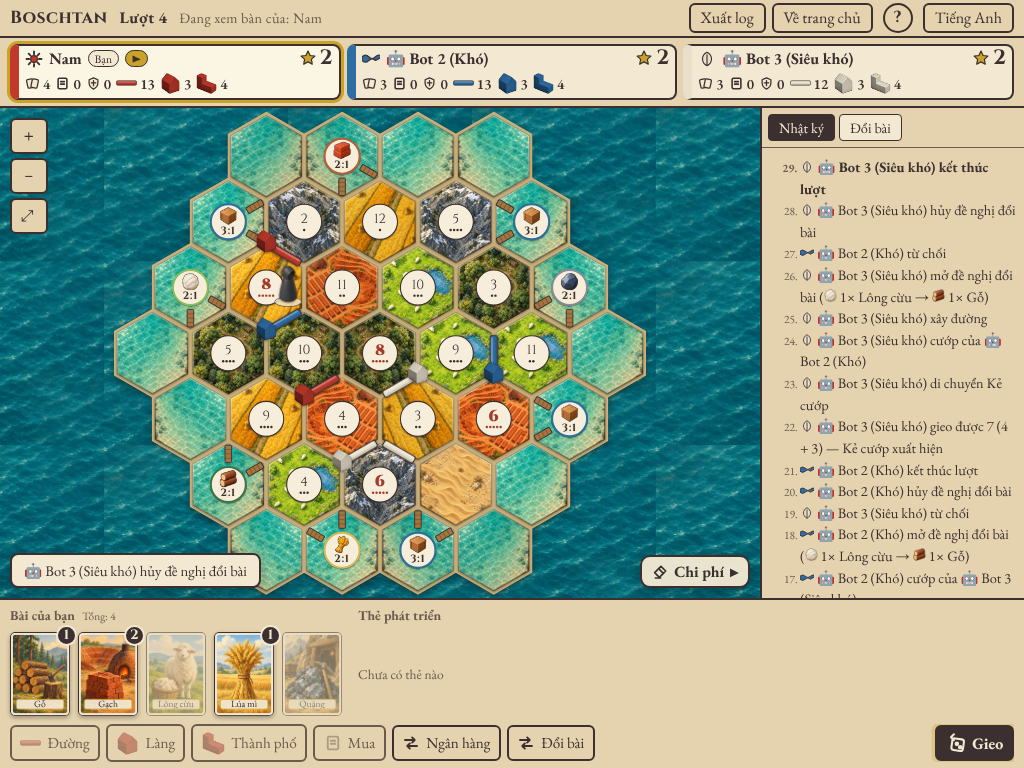 BOSCHTAN Lượt 4 Đang xem bàn của: Nam
Xuất log
Về trang chủ
?
Tiếng Anh
Nam Bạn ▶ 2
4 0 0 13 3 4
Bot 2 (Khó) 2
3 0 0 13 3 4
Bot 3 (Siêu khó) 2
3 0 0 12 3 4
+
−
2:1
3:1 2 12 5 3:1
2:1 8 11 10 3 2:1
5 10 8 9 11
9 4 3 6 3:1
2:1 4 6
2:1 3:1
Bot 3 (Siêu khó) hủy đề nghị đổi bài
Chi phí ▶
Nhật ký
Đổi bài
29. Bot 3 (Siêu khó) kết thúc
lượt
28. Bot 3 (Siêu khó) hủy đề nghị đổi
bài
27. Bot 2 (Khó) từ chối
26. Bot 3 (Siêu khó) mở đề nghị đổi
bài (1× Lông cừu → 1× Gỗ)
25. Bot 3 (Siêu khó) xây đường
24. Bot 3 (Siêu khó) cướp của
Bot 2 (Khó)
23. Bot 3 (Siêu khó) di chuyển Kẻ
cướp
22. Bot 3 (Siêu khó) gieo được 7 (4
+ 3) — Kẻ cướp xuất hiện
21. Bot 2 (Khó) kết thúc lượt
20. Bot 2 (Khó) hủy đề nghị đổi bài
19. Bot 3 (Siêu khó) từ chối
18. Bot 2 (Khó) mở đề nghị đổi bài
(1× Lông cừu → 1× Gỗ)
17. Bot 2 (Khó) cướp của Bot 3
(Siêu khó)
Bài của bạn Tổng: 4
1 2 1
Gỗ Gạch Lông cừu Lúa mì Quặng
Thẻ phát triển
Chưa có thẻ nào
Đường
Làng
Thành phố
Mua
Ngân hàng
Đổi bài
Gieo